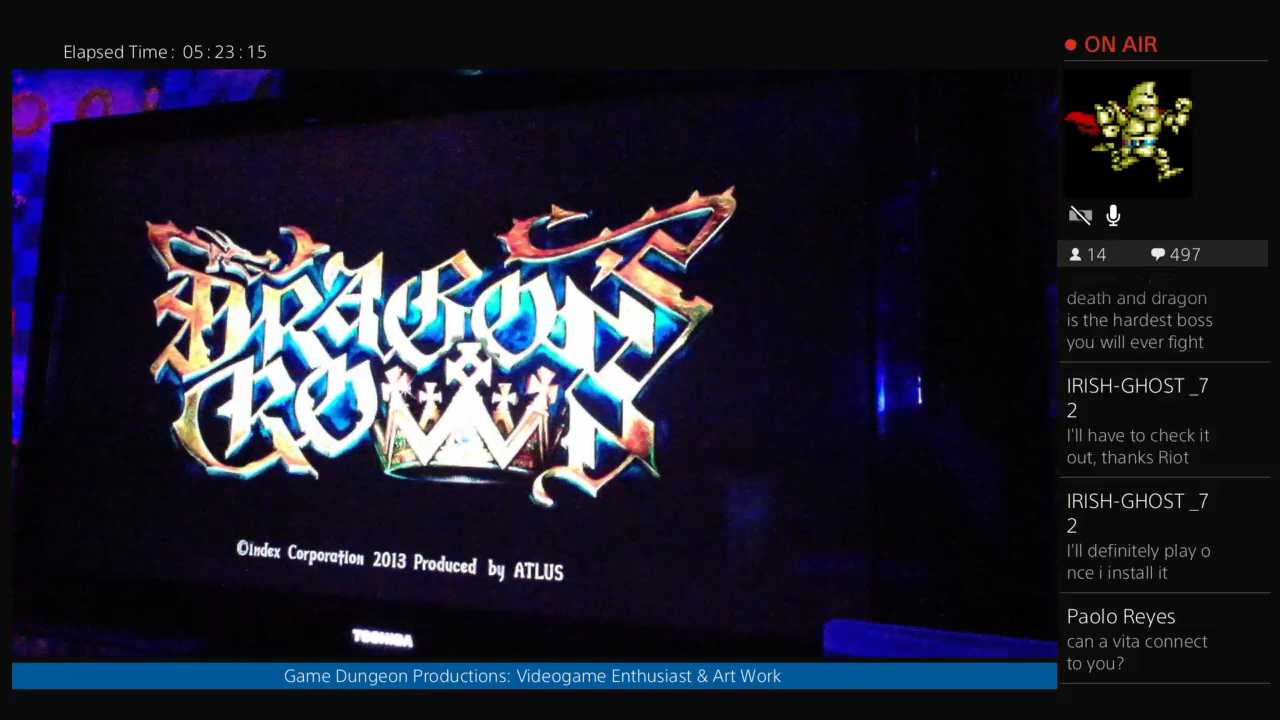 Elapsed Time: 05:23:15
ON AIR
14
497
death and dragon
is the hardest boss
you will ever fight
IRISH-GHOST _7
2
I'll have to check it
out, thanks Riot
IRISH-GHOST _7
2
I'll definitely play o
nce i install it
Paolo Reyes
can a vita connect
to you?
DRAGON'S
CROWN
©Index Corporation 2013 Produced by ATLUS
TOSHIBA
Game Dungeon Productions: Videogame Enthusiast & Art Work